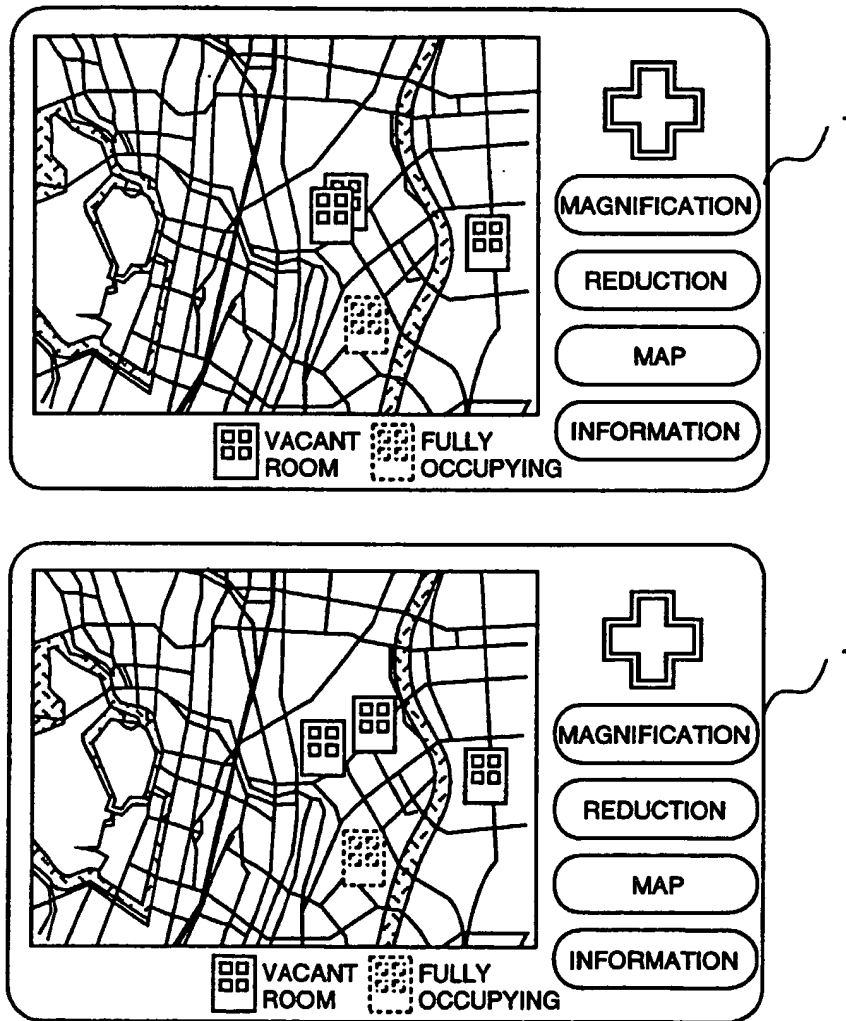 MAGNIFICATION
REDUCTION
MAP
INFORMATION
VACANT
ROOM
FULLY
OCCUPYING
MAGNIFICATION
REDUCTION
MAP
INFORMATION
VACANT
ROOM
FULLY
OCCUPYING